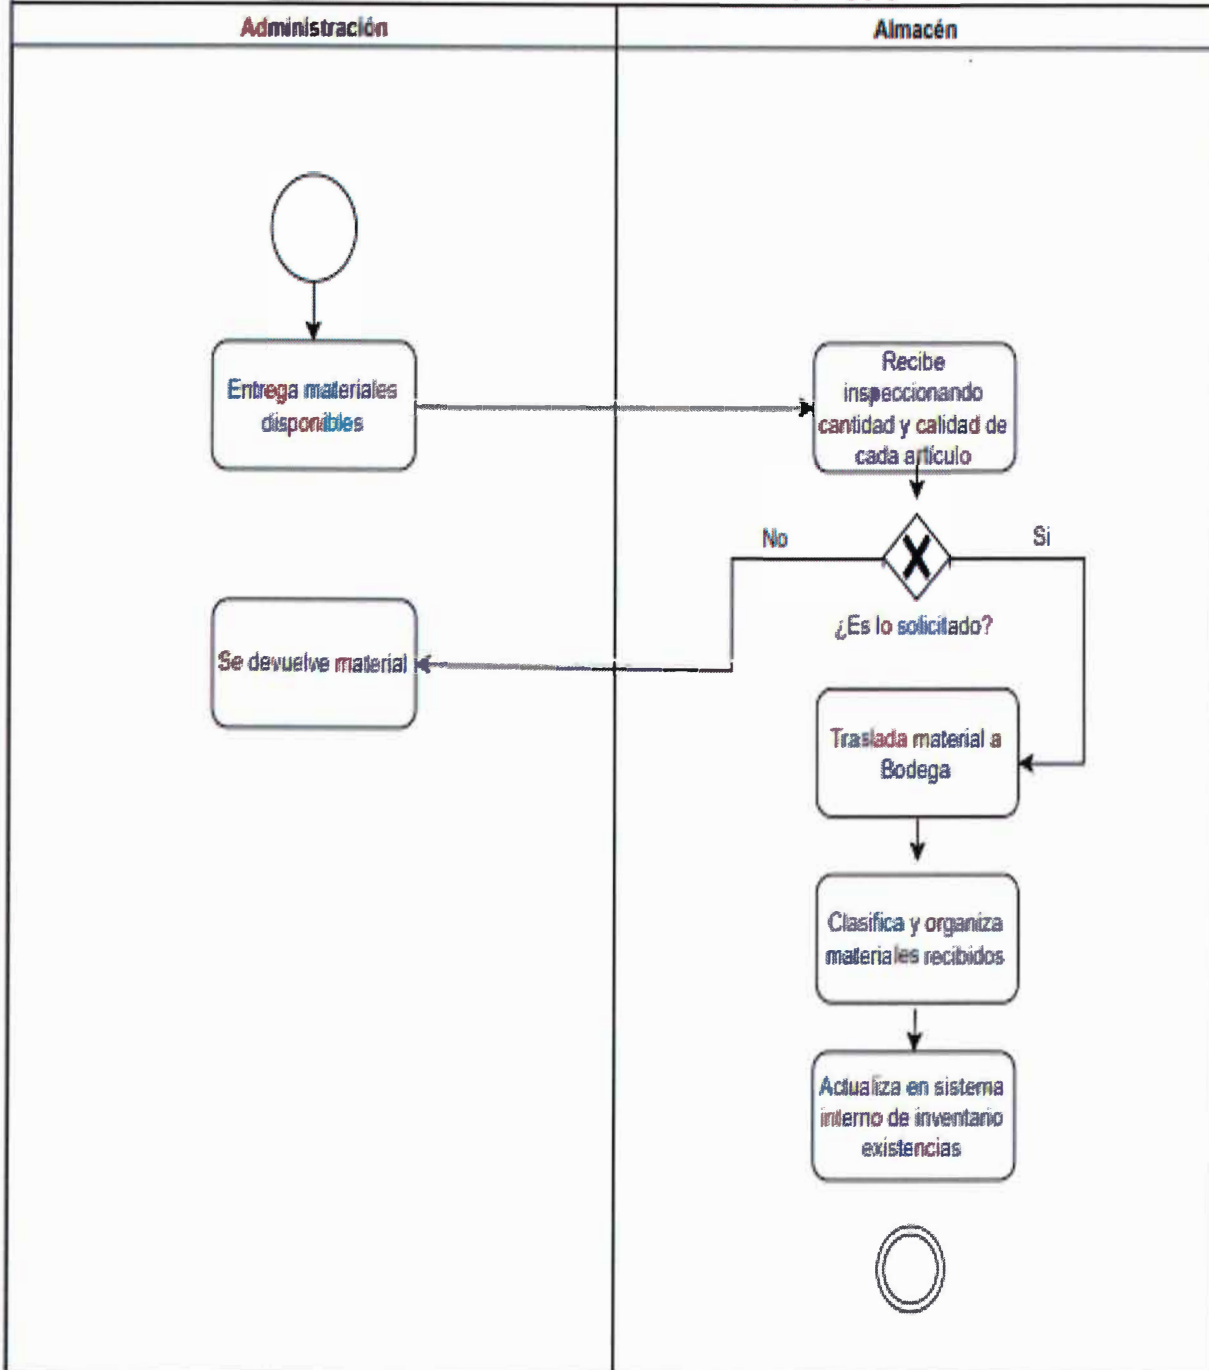 Administración
Almacén
Entrega materiales
disponibles
Recibe
inspeccionando
cantidad y calidad de
cada artículo
No
Si
¿Es lo solicitado?
Se devuelve material
Traslada material a
Bodega
Clasifica y organiza
materiales recibidos
Actualiza en sistema
interno de inventario
existencias